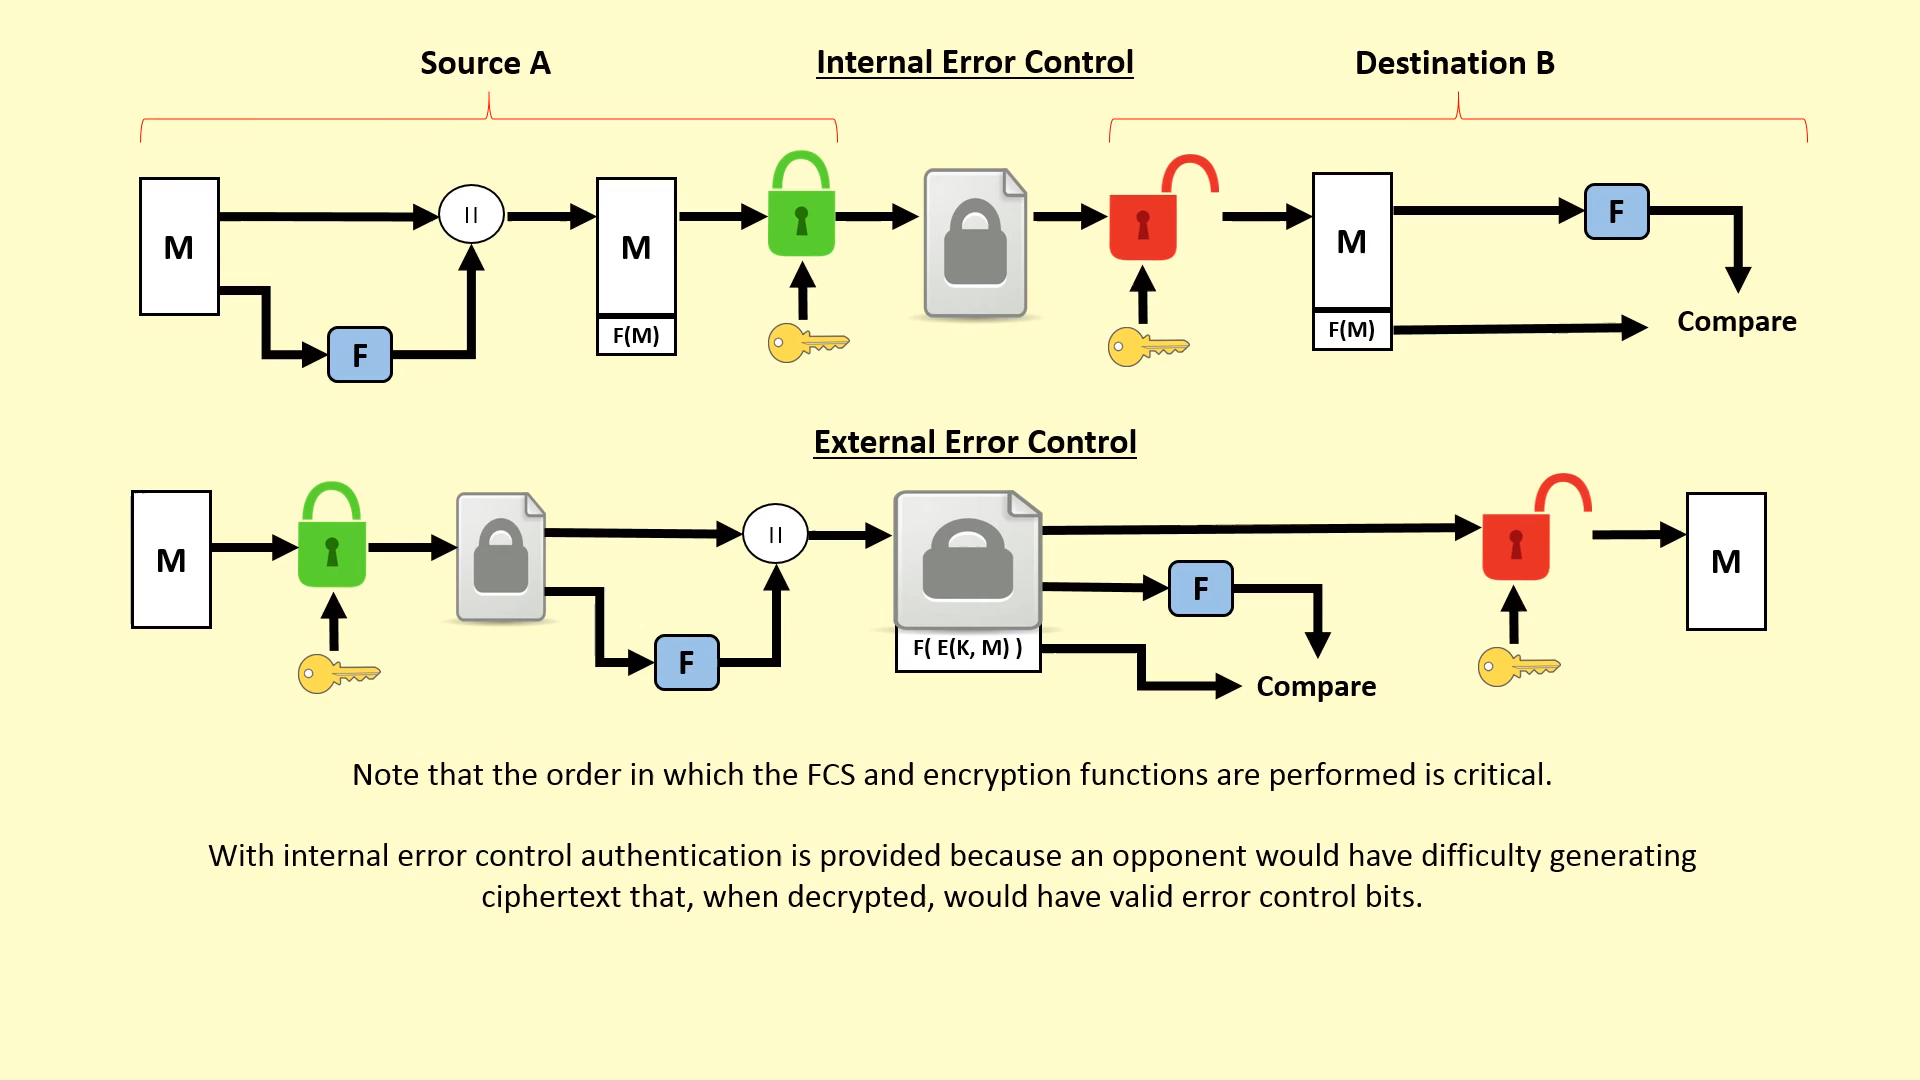 Source A
Internal Error Control
Destination B
M
F
||
M
F(M)
M
F(M)
F
Compare
External Error Control
M
F
||
F( E(K, M) )
F
Compare
M
Note that the order in which the FCS and encryption functions are performed is critical.
With internal error control authentication is provided because an opponent would have difficulty generating
ciphertext that, when decrypted, would have valid error control bits.